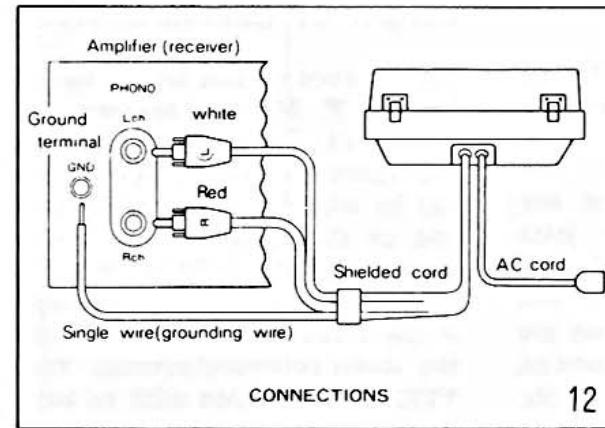 Amplifier (receiver)
PHONO
Lch
white
Ground
terminal
GND
L
Red
R
Rch
Shielded cord
AC cord
Single wire(grounding wire)
CONNECTIONS
12